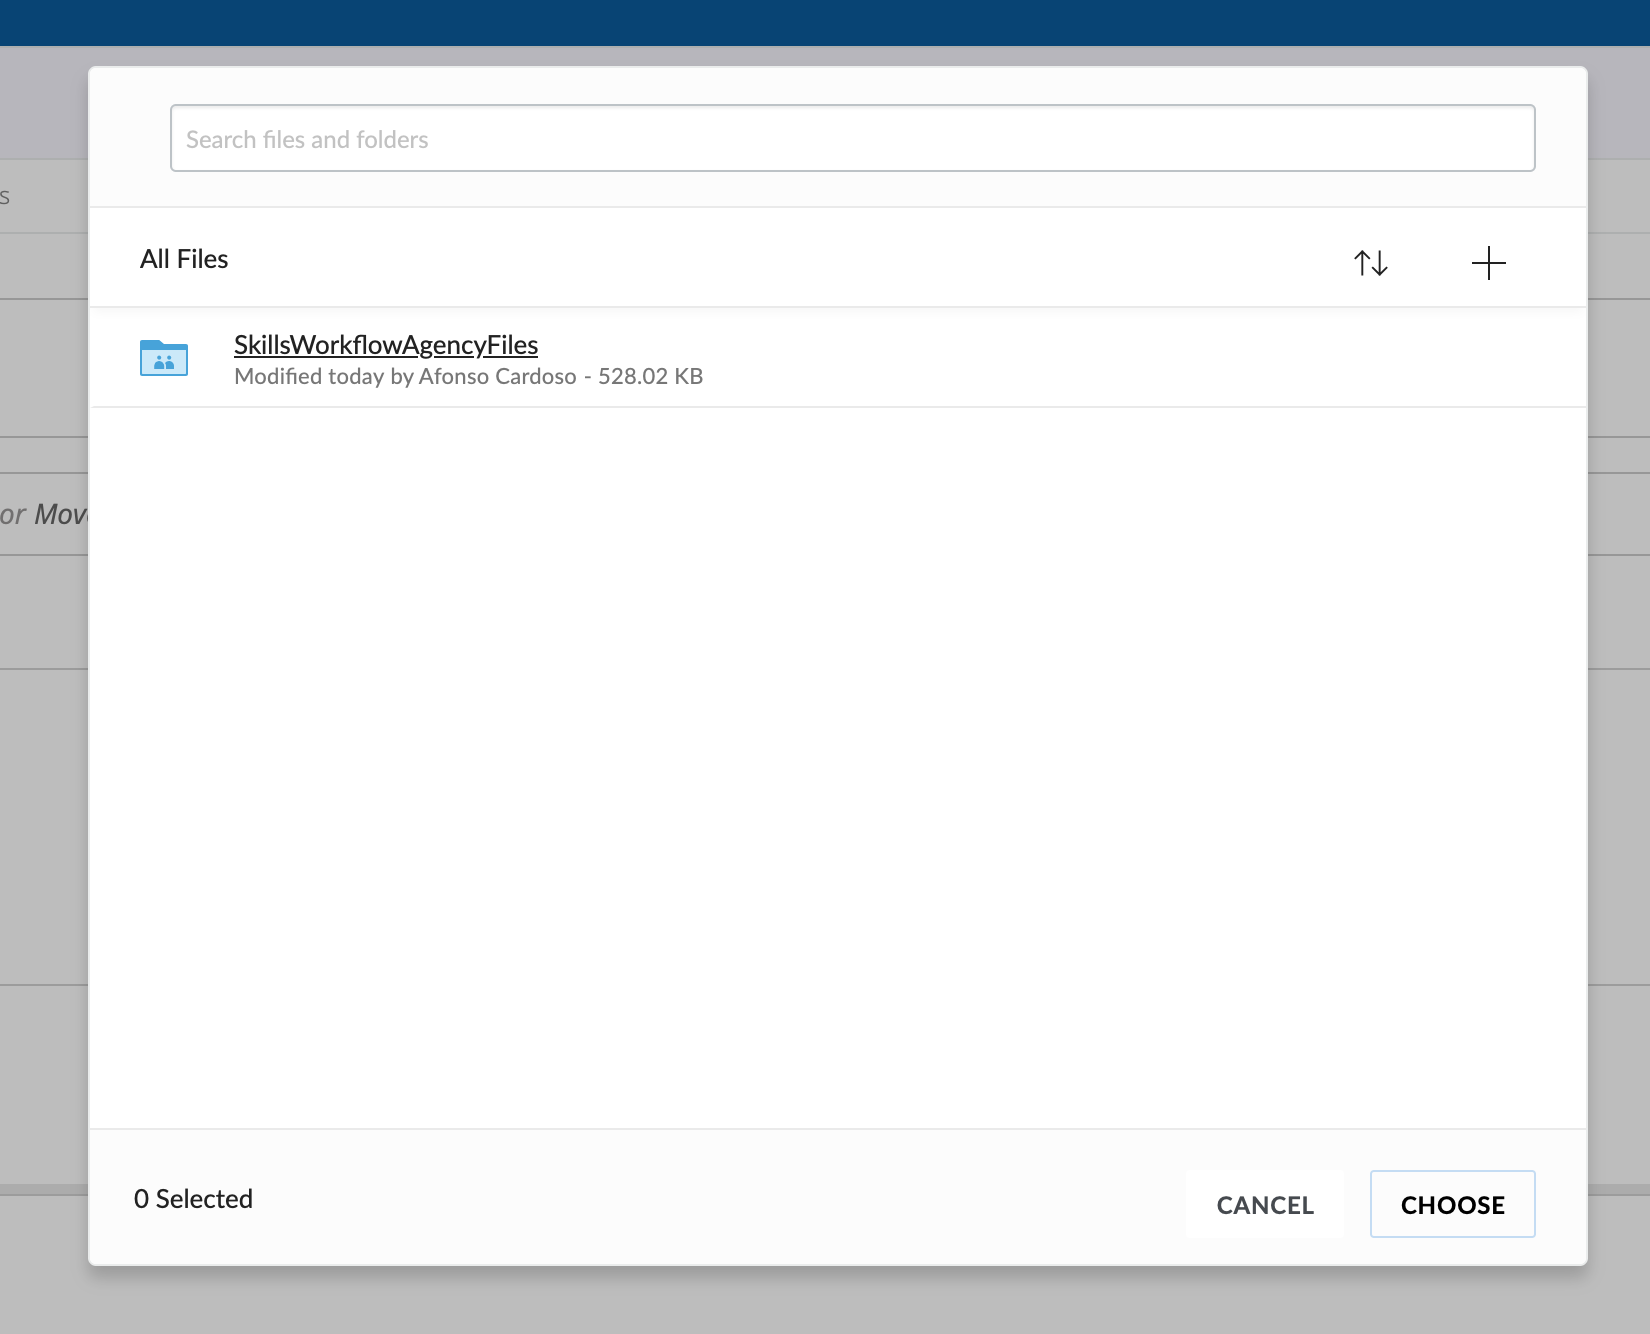 Search files and folders
s
All Files
SkillsWorkflowAgencyFiles
Modified today by Afonso Cardoso - 528.02 KB
or Mov
0 Selected
CANCEL
CHOOSE